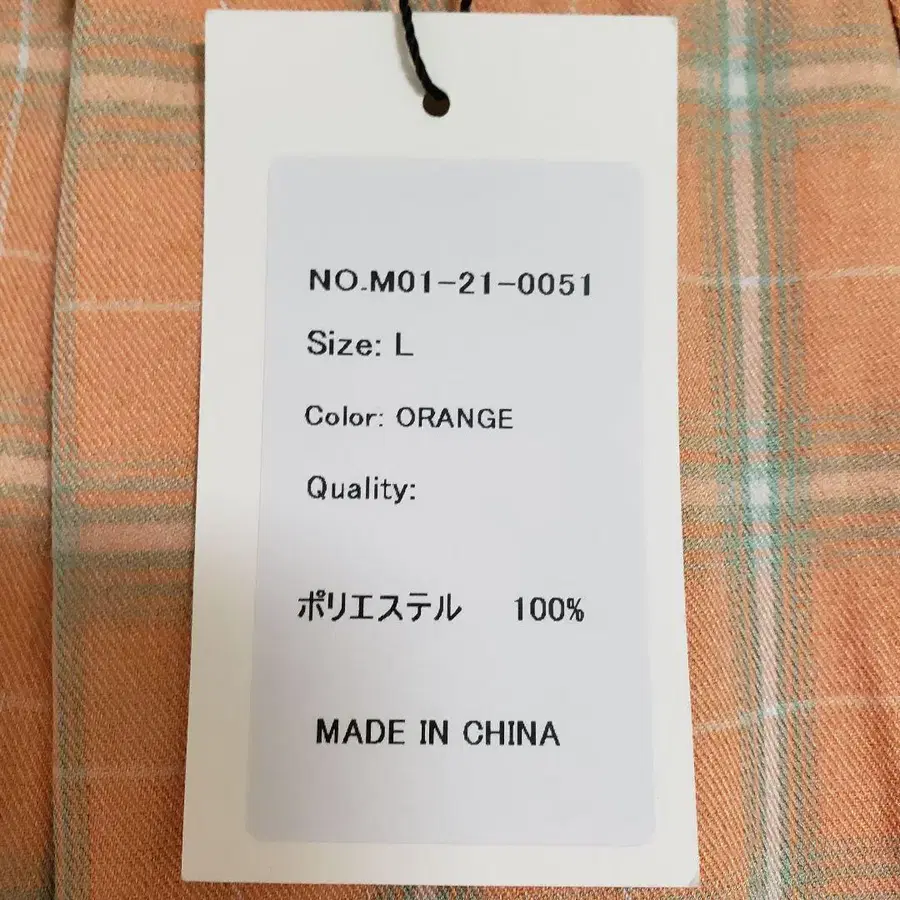 NO.M01-21-0051
Size: L
Color: ORANGE
Quality:
ポリエステル 100%
MADE IN CHINA